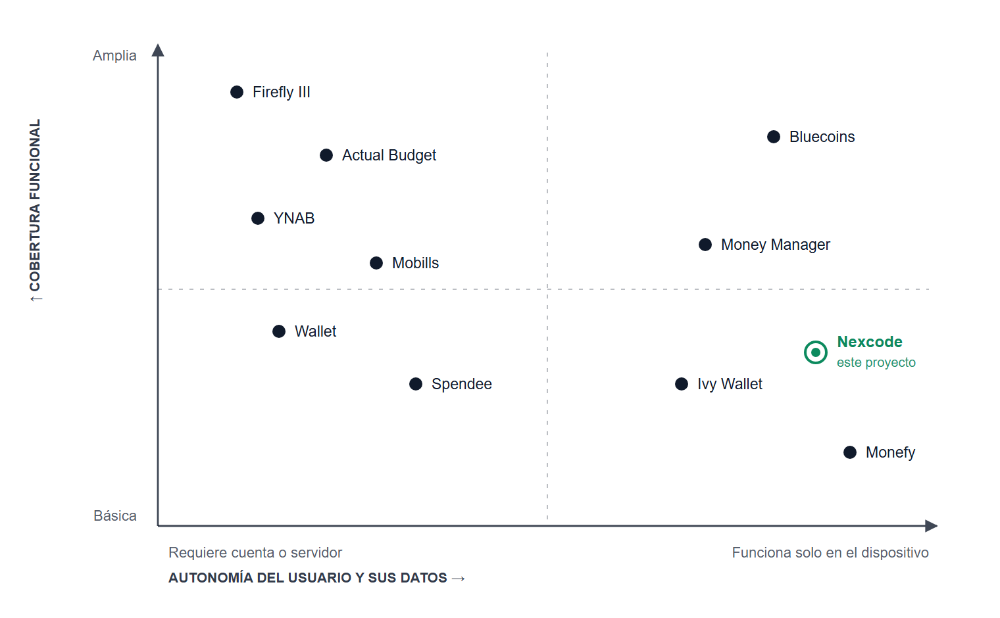 Amplia
Firefly III
Bluecoins
Actual Budget
YNAB
Money Manager
Mobills
↑ COBERTURA FUNCIONAL
Wallet
Nexcode
este proyecto
Spendee
Ivy Wallet
Monefy
Básica
Requiere cuenta o servidor
Funciona solo en el dispositivo
AUTONOMÍA DEL USUARIO Y SUS DATOS →